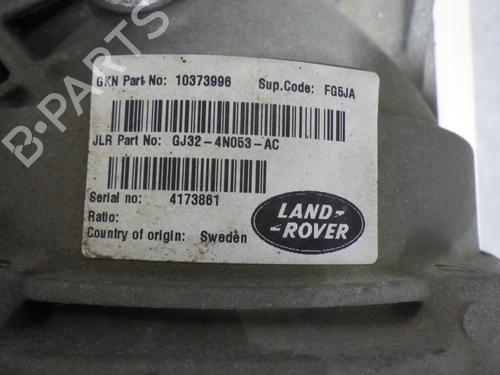 GKN Part No: 10373996 Sup.Code: FG5JA
JLR Part No: GJ32-4N053-AC
Serial no: 4173861
Ratio:
Country of origin: Sweden
LAND-
-ROVER